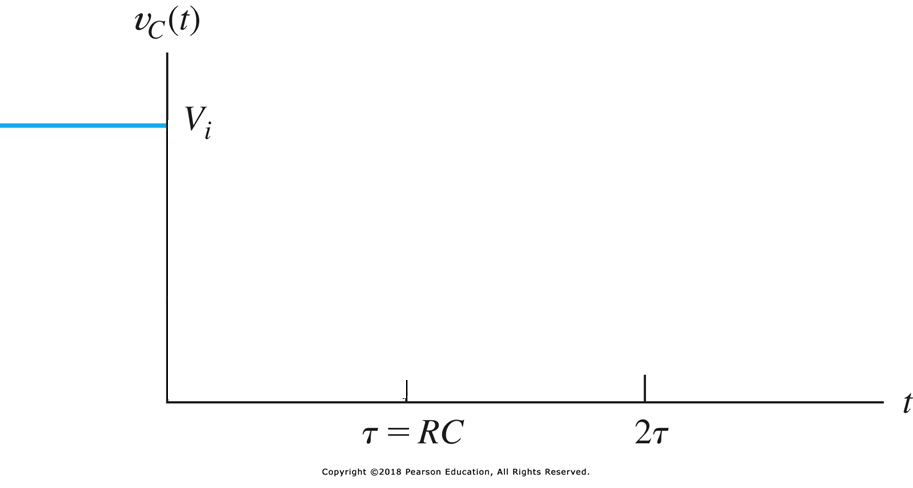 v_C(t)
V_i
t
τ = RC
2τ
Copyright ©2018 Pearson Education, All Rights Reserved.